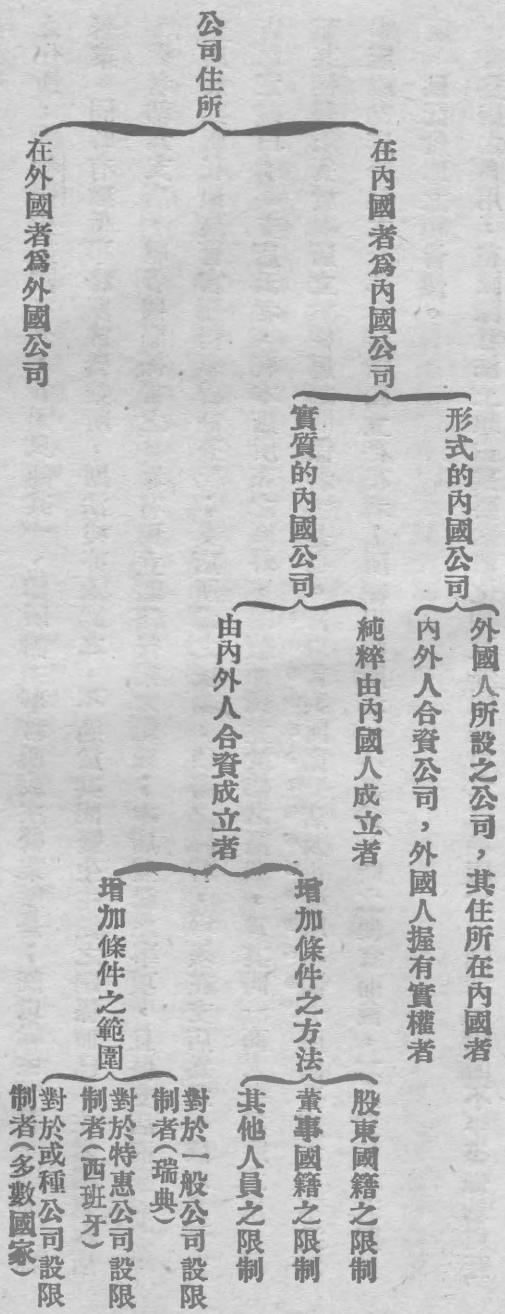 公司住所
在內國者爲內國公司
形式的內國公司
外國人所設之公司，其住所在內國者
內外人合資公司，外國人握有實權者
實質的內國公司
純粹由內國人成立者
由內外人合資成立者
增加條件之方法
股東國籍之限制
董事國籍之限制
其他人員之限制
增加條件之範圍
對於一般公司設限
制者(瑞典)
對於特惠公司設限
制者(西班牙)
對於或種公司設限
制者(多數國家)
在外國者爲外國公司